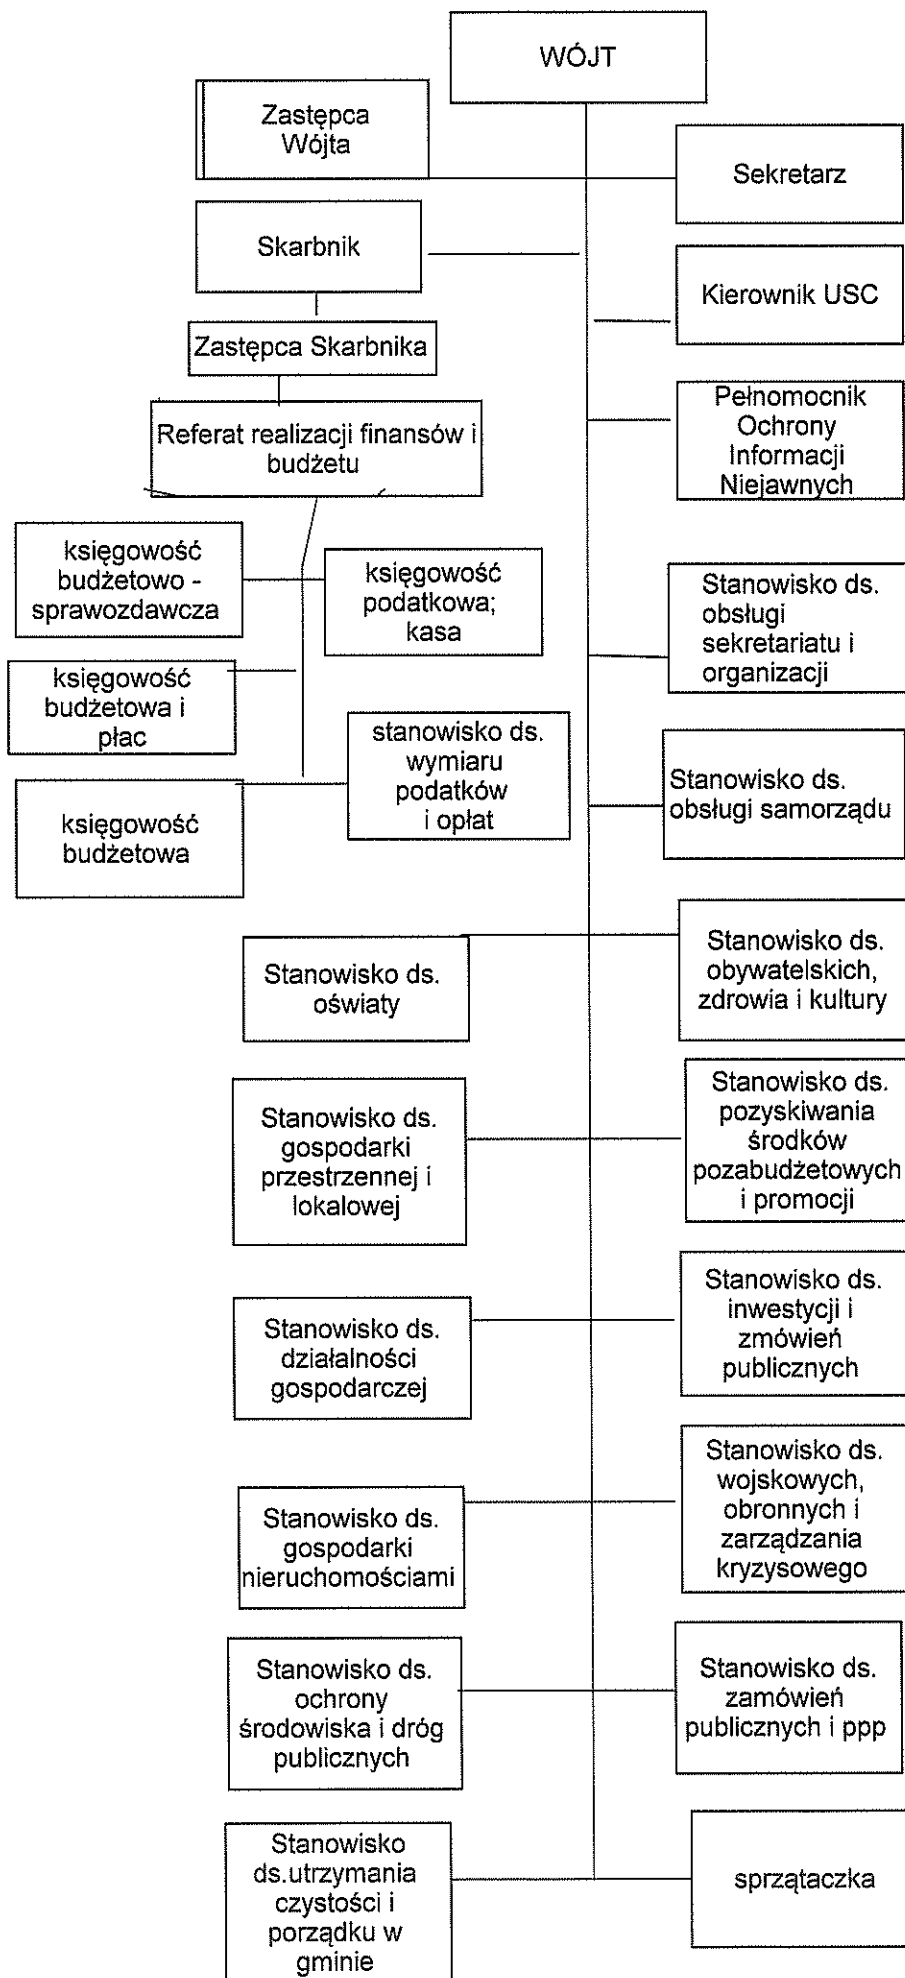 WÓJT
Zastępca
Wójta
Sekretarz
Skarbnik
Kierownik USC
Zastępca Skarbnika
Pełnomocnik
Ochrony
Informacji
Niejawnych
Referat realizacji finansów i
budżetu
księgowość
budżetowo -
sprawozdawcza
księgowość
podatkowa;
kasa
Stanowisko ds.
obsługi
sekretariatu i
organizacji
księgowość
budżetowa i
płac
stanowisko ds.
wymiaru
podatków
i opłat
Stanowisko ds.
obsługi samorządu
księgowość
budżetowa
Stanowisko ds.
oświaty
Stanowisko ds.
obywatelskich,
zdrowia i kultury
Stanowisko ds.
gospodarki
przestrzennej i
lokalowej
Stanowisko ds.
pozyskiwania
środków
pozabudżetowych
i promocji
Stanowisko ds.
działalności
gospodarczej
Stanowisko ds.
inwestycji i
zmówień
publicznych
Stanowisko ds.
gospodarki
nieruchomościami
Stanowisko ds.
wojskowych,
obronnych i
zarządzania
kryzysowego
Stanowisko ds.
ochrony
środowiska i dróg
publicznych
Stanowisko ds.
zamówień
publicznych i ppp
Stanowisko
ds.utrzymania
czystości i
porządku w
gminie
sprzątaczka